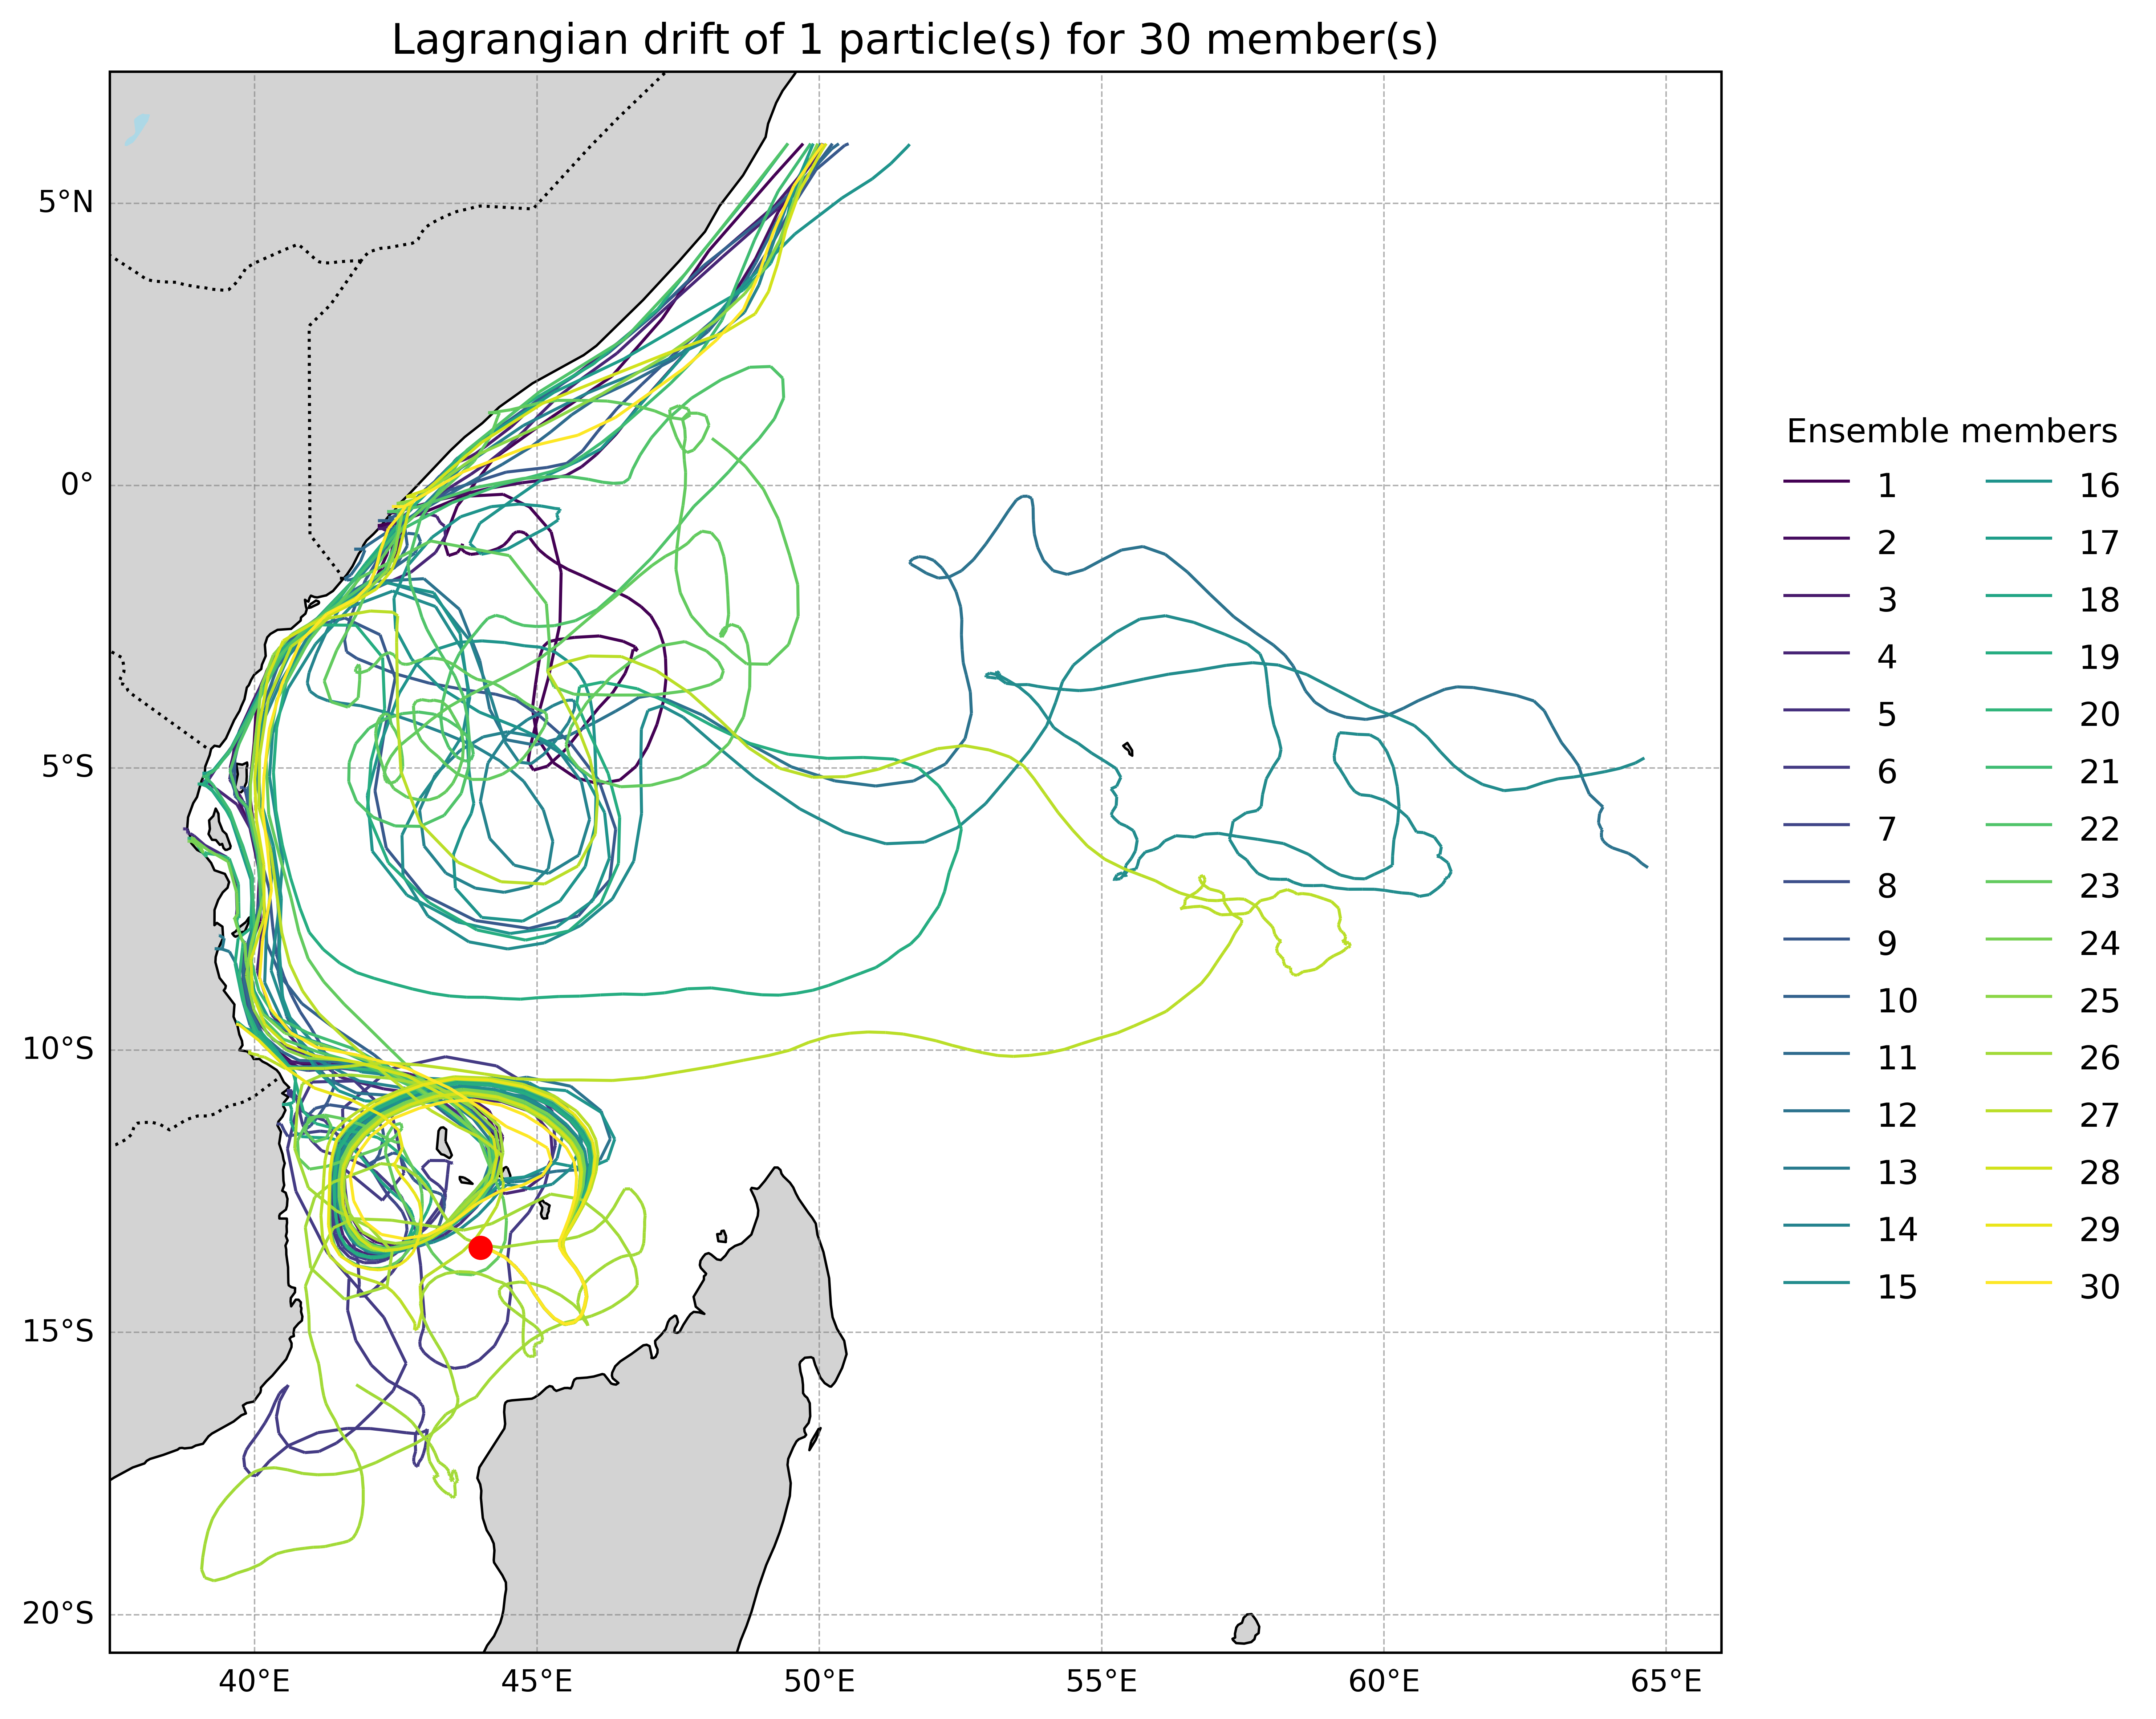 Lagrangian drift of 1 particle(s) for 30 member(s)
5°N
0°
5°S
10°S
15°S
20°S
40°E 45°E 50°E 55°E 60°E 65°E
Ensemble members
1 16
2 17
3 18
4 19
5 20
6 21
7 22
8 23
9 24
10 25
11 26
12 27
13 28
14 29
15 30